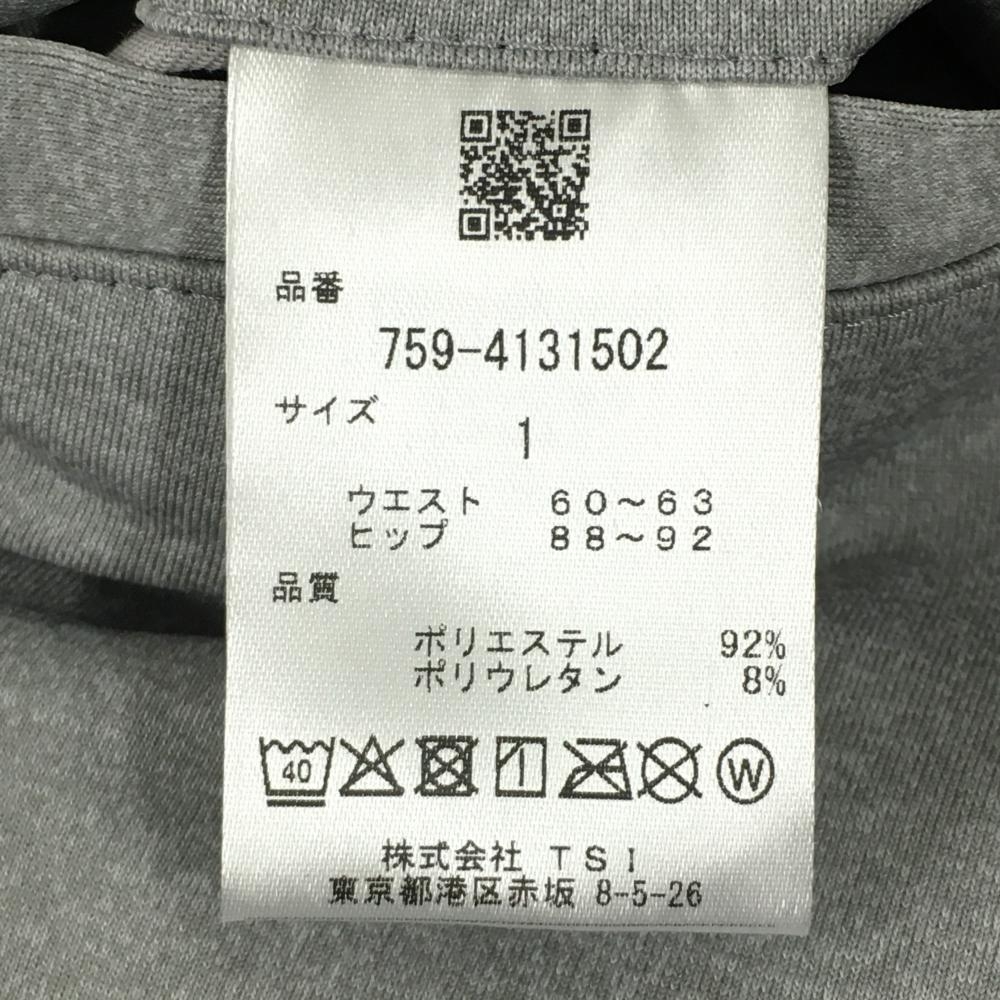 品番
759-4131502
サイズ
1
ウエスト 60~63
ヒップ 88~92
品質
ポリエステル 92%
ポリウレタン 8%
40 W
株式会社 TSI
東京都港区赤坂 8-5-26